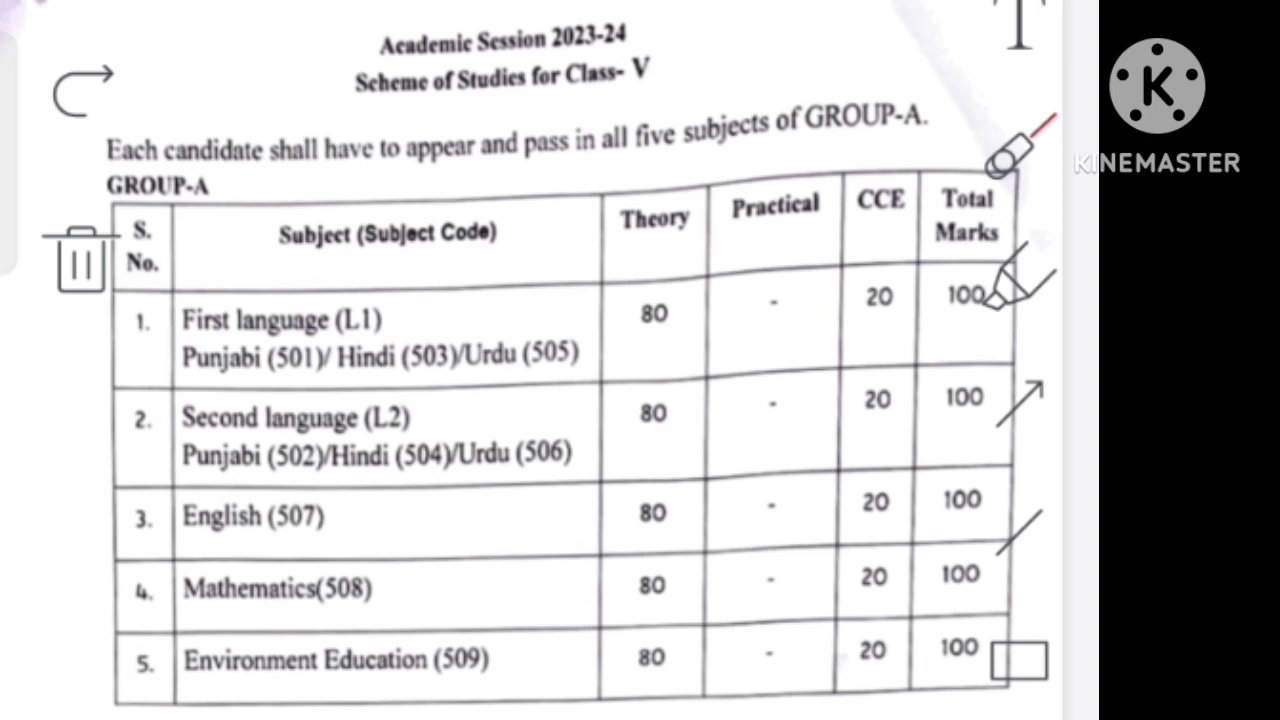 Academic Session 2023-24
Scheme of Studies for Class- V
Each candidate shall have to appear and pass in all five subjects of GROUP-A.
GROUP-A
S. No. Subject (Subject Code) Theory Practical CCE Total Marks
1. First language (L1) 80 - 20 100
Punjabi (501)/ Hindi (503)/Urdu (505)
2. Second language (L2) 80 - 20 100
Punjabi (502)/Hindi (504)/Urdu (506)
3. English (507) 80 - 20 100
4. Mathematics(508) 80 - 20 100
5. Environment Education (509) 80 - 20 100
K
KINEMASTER